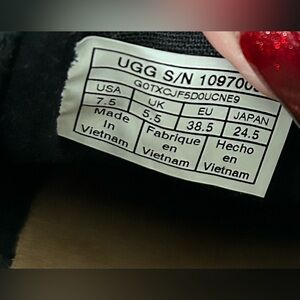 UGG S/N 109700
G0TXCJF5D0UCNE9
USA UK EU JAPAN
7.5 5.5 38.5 24.5
Made Fabrique Hecho
in en en
Vietnam Vietnam Vietnam